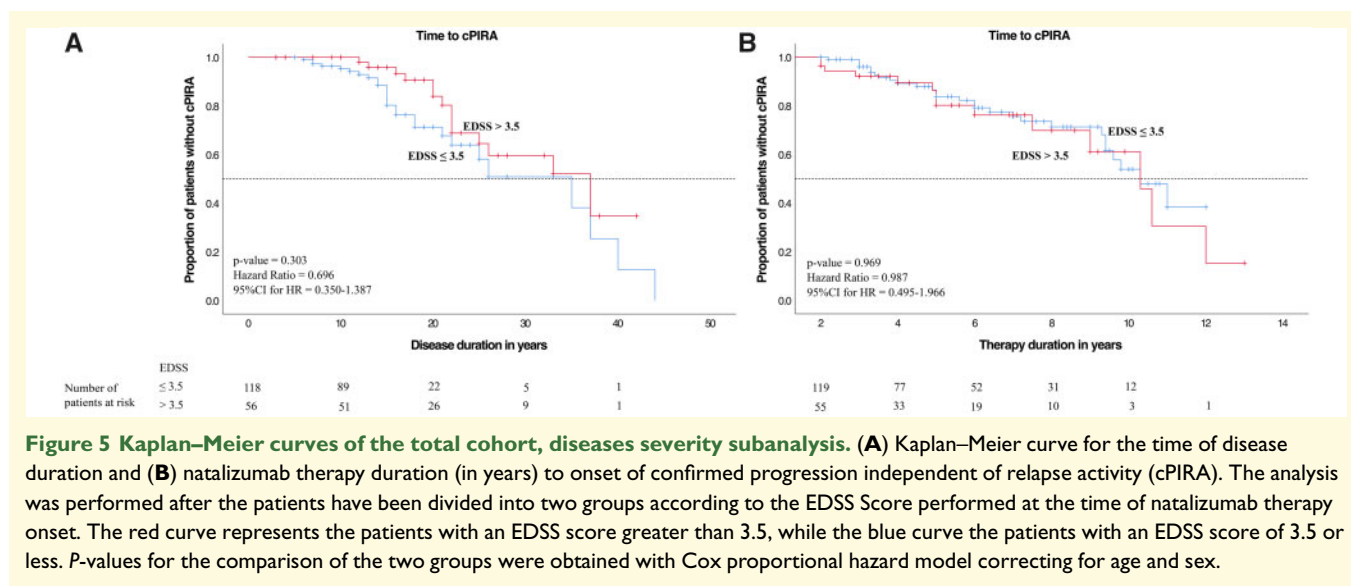 A
Time to cPIRA
Proportion of patients without cPIRA
1.0
0.8
0.6
0.4
0.2
0.0
EDSS > 3.5
EDSS ≤ 3.5
p-value = 0.303
Hazard Ratio = 0.696
95%CI for HR = 0.350-1.387
0 10 20 30 40 50
Disease duration in years
B
Time to cPIRA
Proportion of patients without cPIRA
1.0
0.8
0.6
0.4
0.2
0.0
EDSS ≤ 3.5
EDSS > 3.5
p-value = 0.969
Hazard Ratio = 0.987
95%CI for HR = 0.495-1.966
2 4 6 8 10 12 14
Therapy duration in years
EDSS
Number of patients at risk
≤ 3.5 118 89 22 5 1 119 77 52 31 12
> 3.5 56 51 26 9 1 55 33 19 10 3 1
Figure 5 Kaplan–Meier curves of the total cohort, diseases severity subanalysis. (A) Kaplan–Meier curve for the time of disease
duration and (B) natalizumab therapy duration (in years) to onset of confirmed progression independent of relapse activity (cPIRA). The analysis
was performed after the patients have been divided into two groups according to the EDSS Score performed at the time of natalizumab therapy
onset. The red curve represents the patients with an EDSS score greater than 3.5, while the blue curve the patients with an EDSS score of 3.5 or
less. P-values for the comparison of the two groups were obtained with Cox proportional hazard model correcting for age and sex.